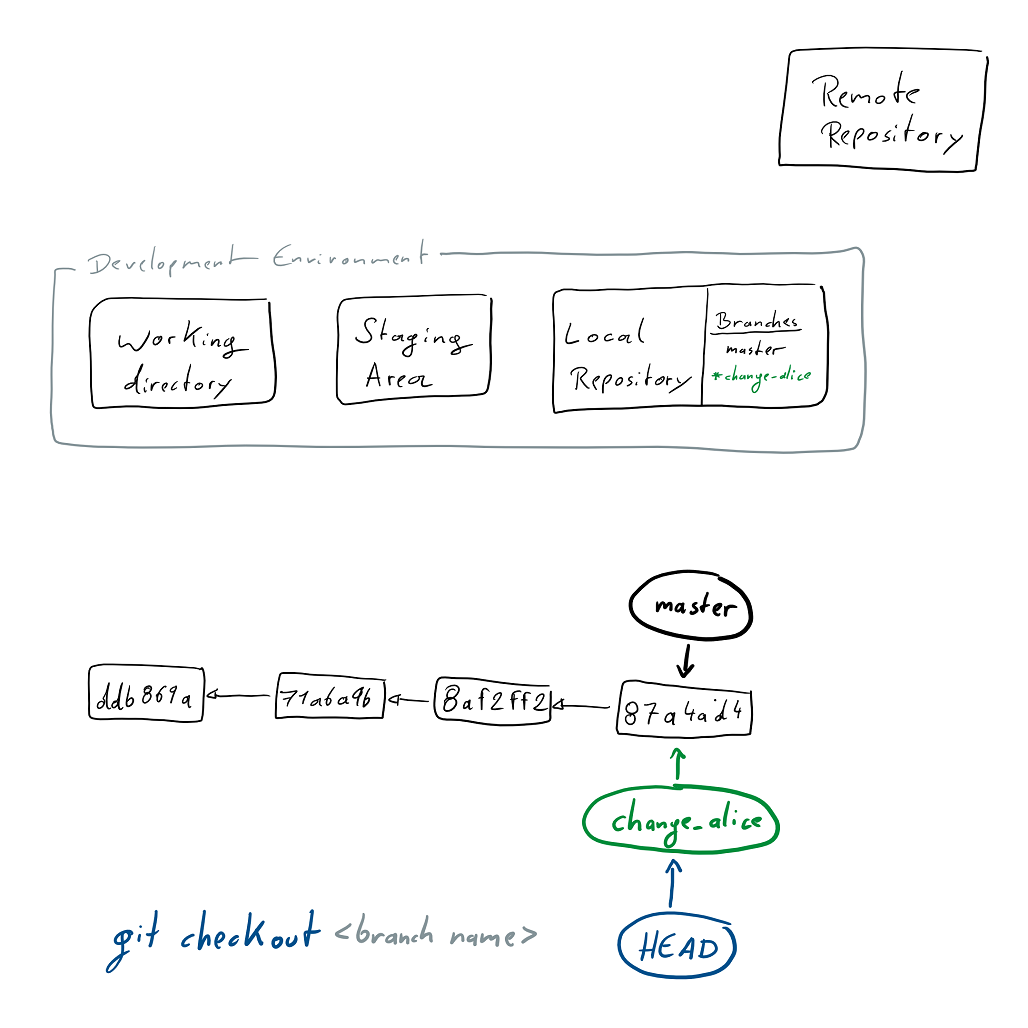 Remote
Repository
Development Environment
Working
directory
Staging
Area
Local
Repository
Branches
master
*change-alice
master
ddb869a
71a6a96
8af2ff2
87a4ad4
change_alice
git checkout <branch name>
HEAD